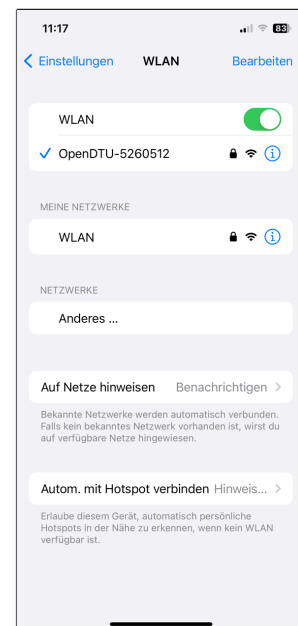 11:17
83
Einstellungen WLAN Bearbeiten
WLAN
OpenDTU-5260512
MEINE NETZWERKE
WLAN
NETZWERKE
Anderes ...
Auf Netze hinweisen Benachrichtigen
Bekannte Netzwerke werden automatisch verbunden.
Falls kein bekanntes Netzwerk vorhanden ist, wirst du
auf verfügbare Netze hingewiesen.
Autom. mit Hotspot verbinden Hinweis...
Erlaube diesem Gerät, automatisch persönliche
Hotspots in der Nähe zu erkennen, wenn kein WLAN
verfügbar ist.